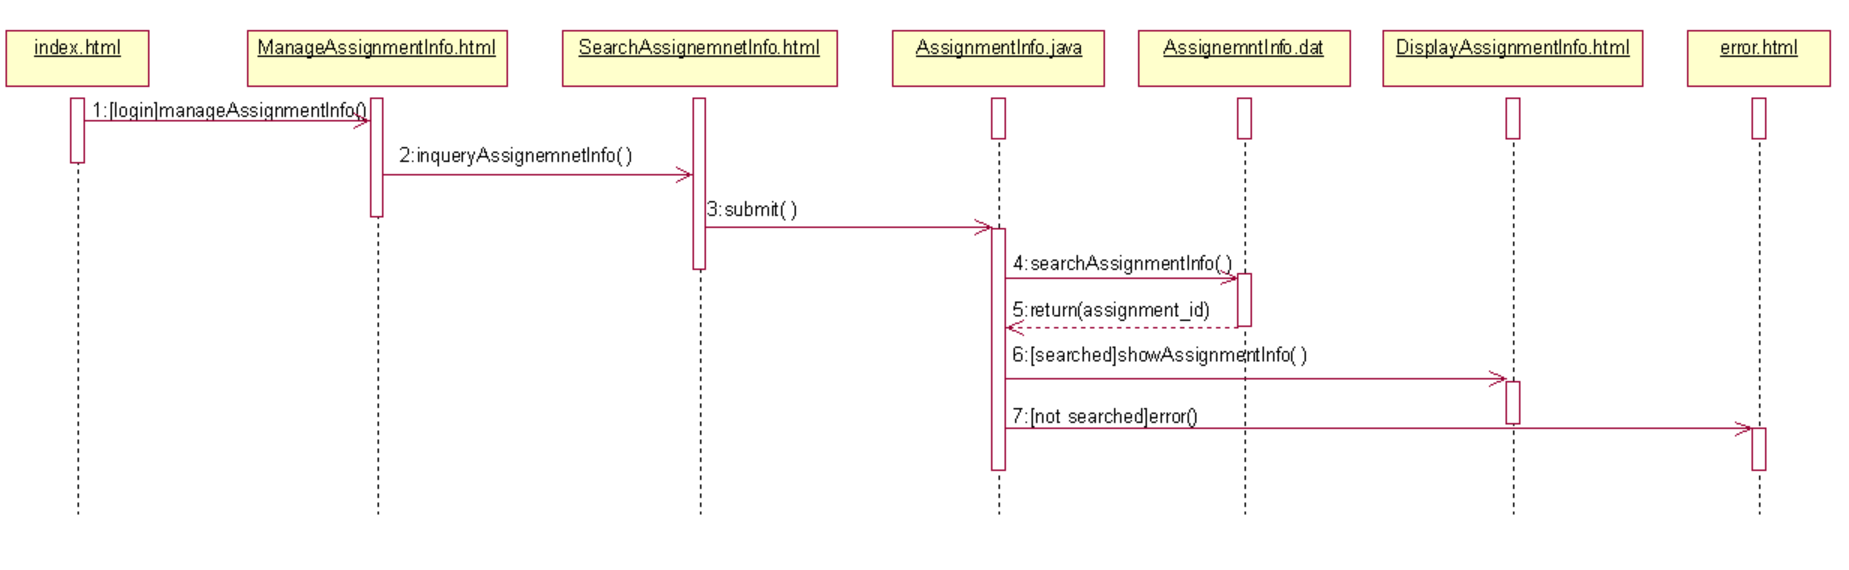 index.html
ManageAssignmentInfo.html
SearchAssignemnetInfo.html
AssignmentInfo.java
AssignemntInfo.dat
DisplayAssignmentInfo.html
error.html
1:[login]manageAssignmentInfo()
2:inqueryAssignemnetInfo( )
3:submit( )
4:searchAssignmentInfo( )
5:return(assignment_id)
6:[searched]showAssignmentInfo( )
7:[not searched]error()